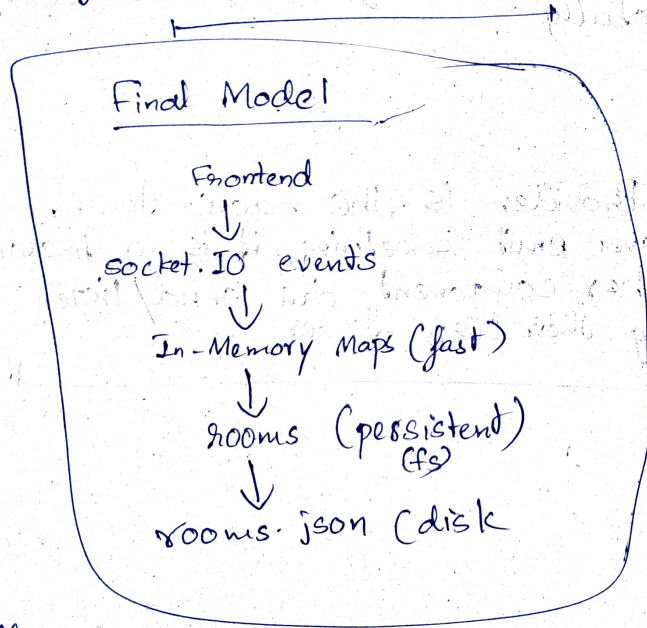 Final Model
Frontend
socket.IO events
In-Memory Maps (fast)
rooms (persistent)
(fs)
rooms.json (disk